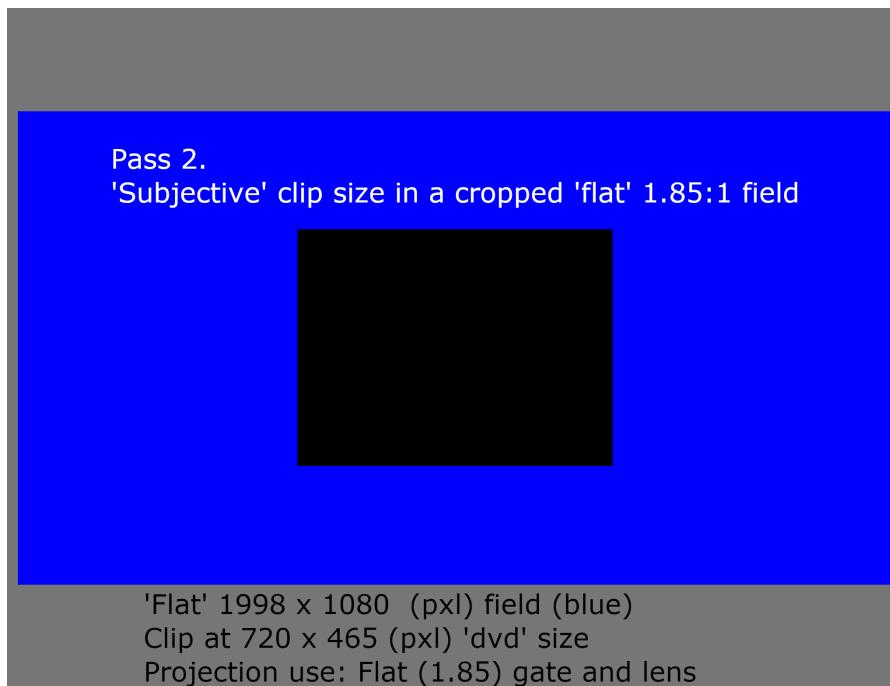 Pass 2.
'Subjective' clip size in a cropped 'flat' 1.85:1 field
'Flat' 1998 x 1080  (pxl) field (blue)
Clip at 720 x 465 (pxl) 'dvd' size
Projection use: Flat (1.85) gate and lens